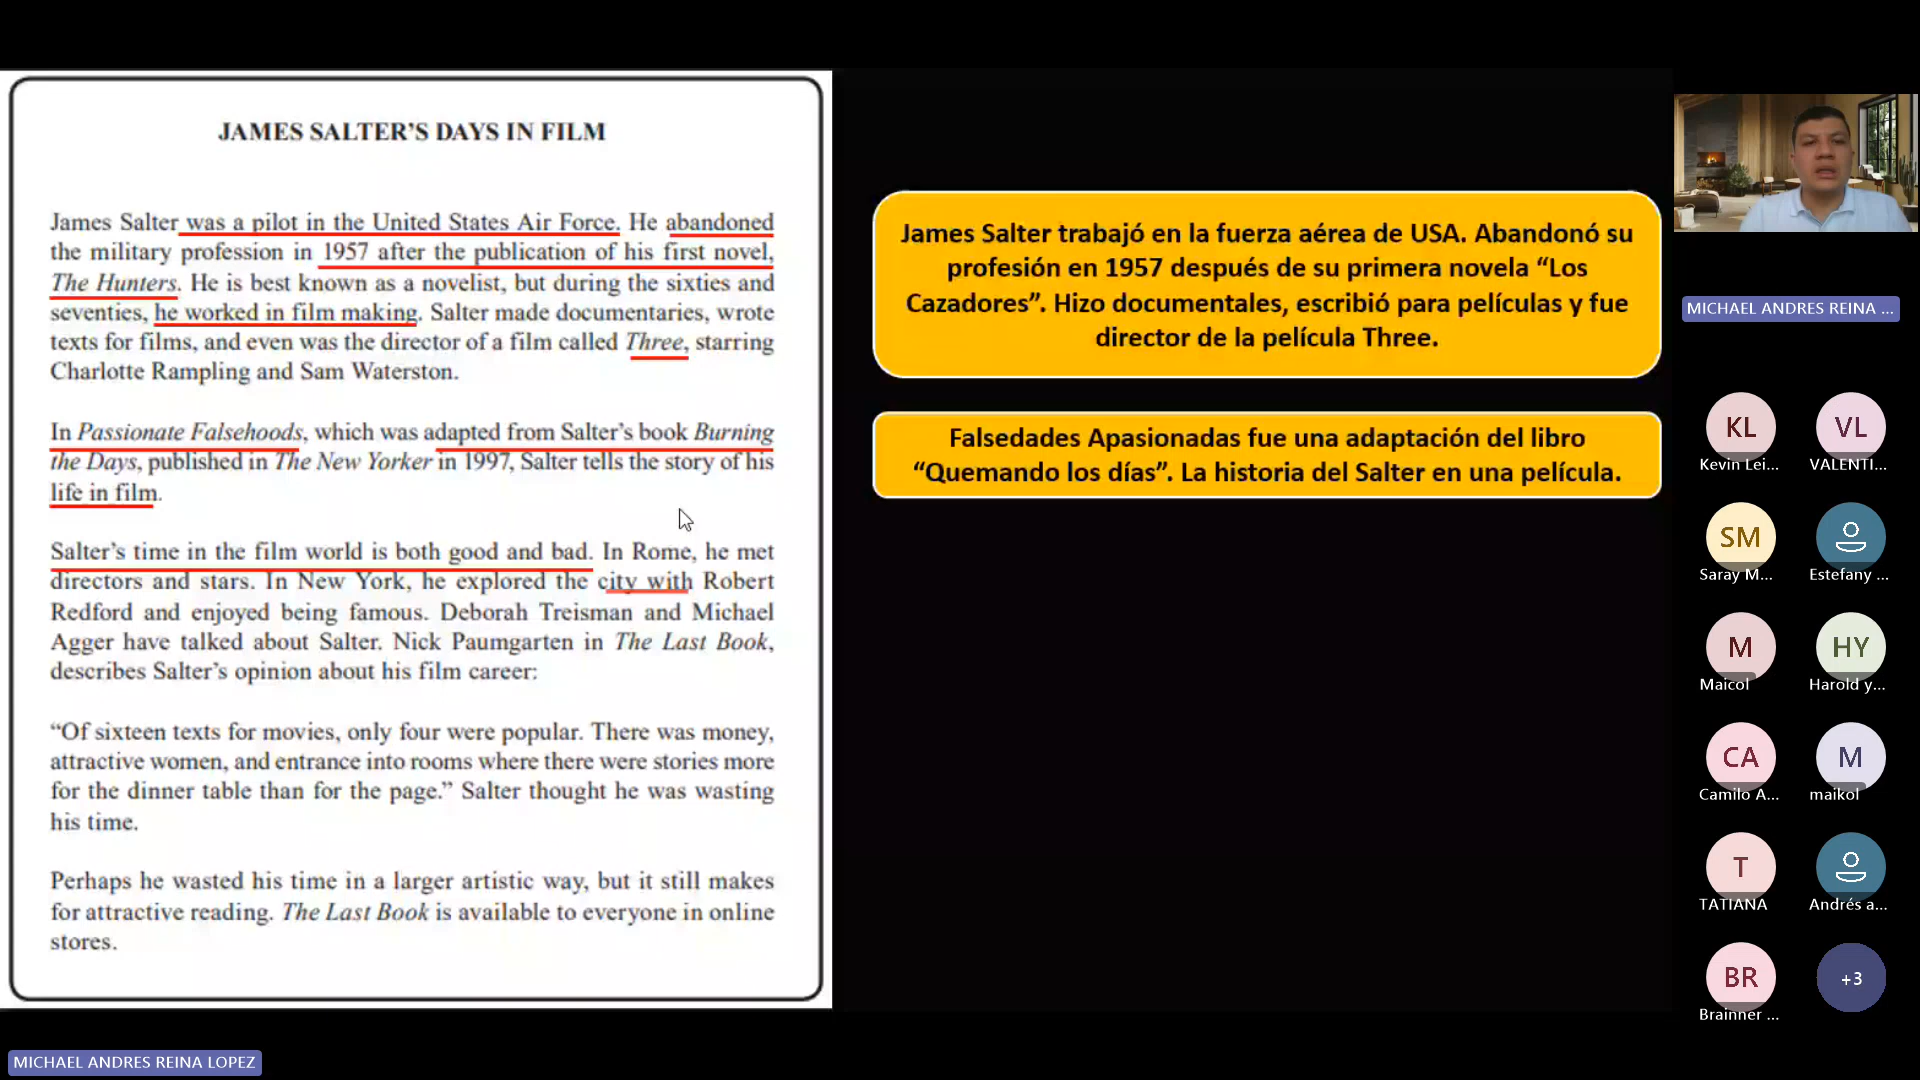 JAMES SALTER'S DAYS IN FILM
James Salter was a pilot in the United States Air Force. He abandoned
the military profession in 1957 after the publication of his first novel,
The Hunters. He is best known as a novelist, but during the sixties and
seventies, he worked in film making. Salter made documentaries, wrote
texts for films, and even was the director of a film called Three, starring
Charlotte Rampling and Sam Waterston.
In Passionate Falsehoods, which was adapted from Salter's book Burning
the Days, published in The New Yorker in 1997, Salter tells the story of his
life in film.
Salter's time in the film world is both good and bad. In Rome, he met
directors and stars. In New York, he explored the city with Robert
Redford and enjoyed being famous. Deborah Treisman and Michael
Agger have talked about Salter. Nick Paumgarten in The Last Book,
describes Salter's opinion about his film career:
“Of sixteen texts for movies, only four were popular. There was money,
attractive women, and entrance into rooms where there were stories more
for the dinner table than for the page.” Salter thought he was wasting
his time.
Perhaps he wasted his time in a larger artistic way, but it still makes
for attractive reading. The Last Book is available to everyone in online
stores.
James Salter trabajó en la fuerza aérea de USA. Abandonó su
profesión en 1957 después de su primera novela “Los
Cazadores”. Hizo documentales, escribió para películas y fue
director de la película Three.
Falsedades Apasionadas fue una adaptación del libro
“Quemando los días”. La historia del Salter en una película.
MICHAEL ANDRES REINA ...
KL
VL
Kevin Lei...
VALENTI...
SM
Saray M...
Estefany ...
M
HY
Maicol
Harold y...
CA
M
Camilo A...
maikol
T
TATIANA
Andrés a...
BR
+3
Brainner ...
MICHAEL ANDRES REINA LOPEZ